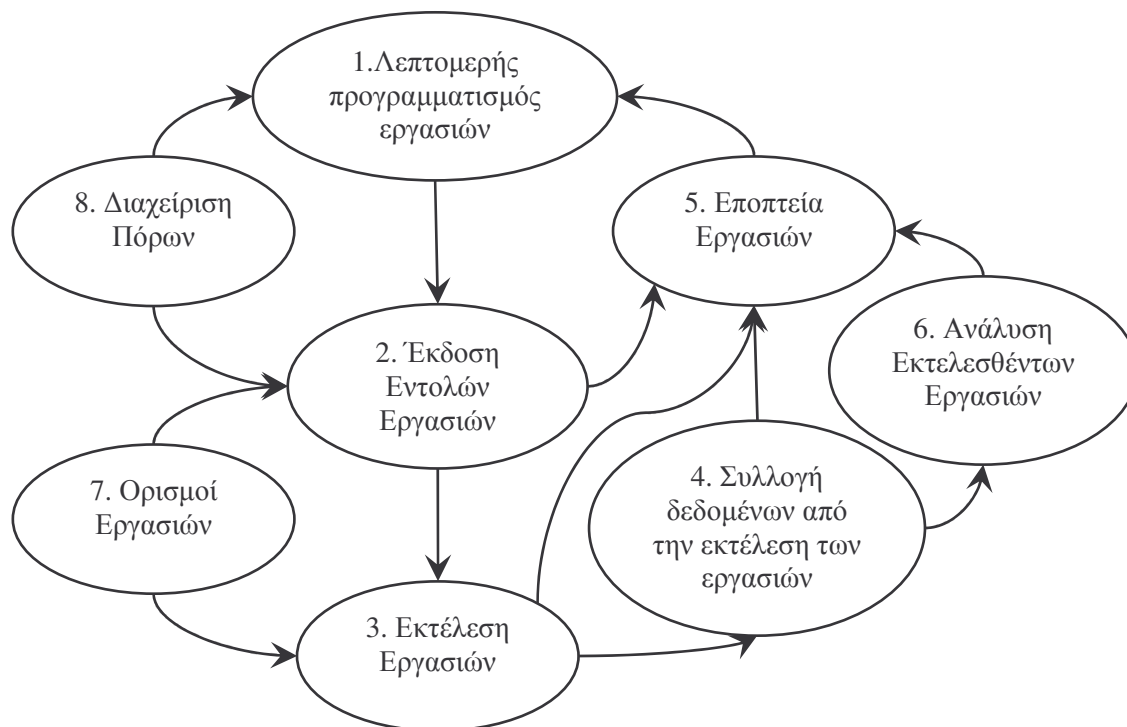 1.Λεπτομερής
προγραμματισμός
εργασιών
8. Διαχείριση
Πόρων
5. Εποπτεία
Εργασιών
2. Έκδοση
Εντολών
Εργασιών
6. Ανάλυση
Εκτελεσθέντων
Εργασιών
7. Ορισμοί
Εργασιών
4. Συλλογή
δεδομένων από
την εκτέλεση των
εργασιών
3. Εκτέλεση
Εργασιών